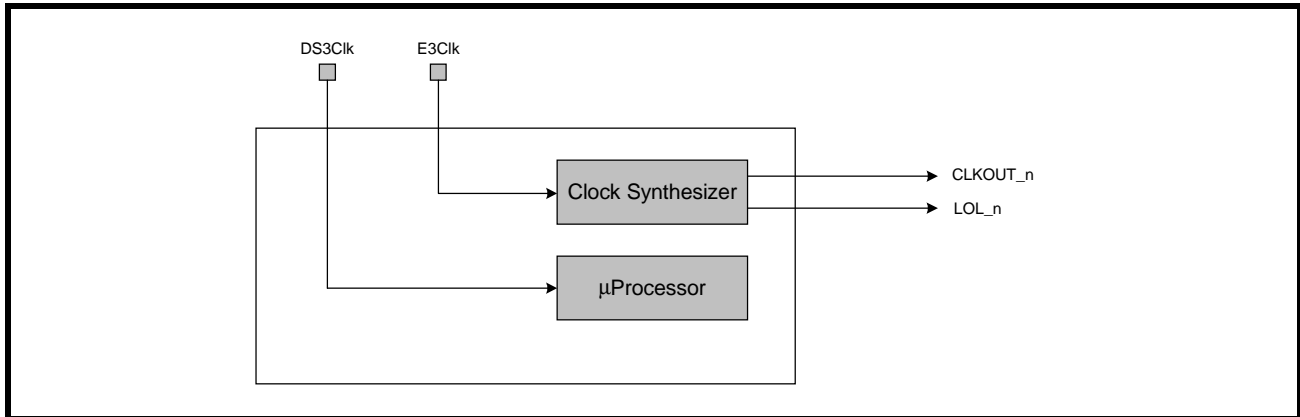 DS3Clk
E3Clk
Clock Synthesizer
CLKOUT_n
LOL_n
μProcessor